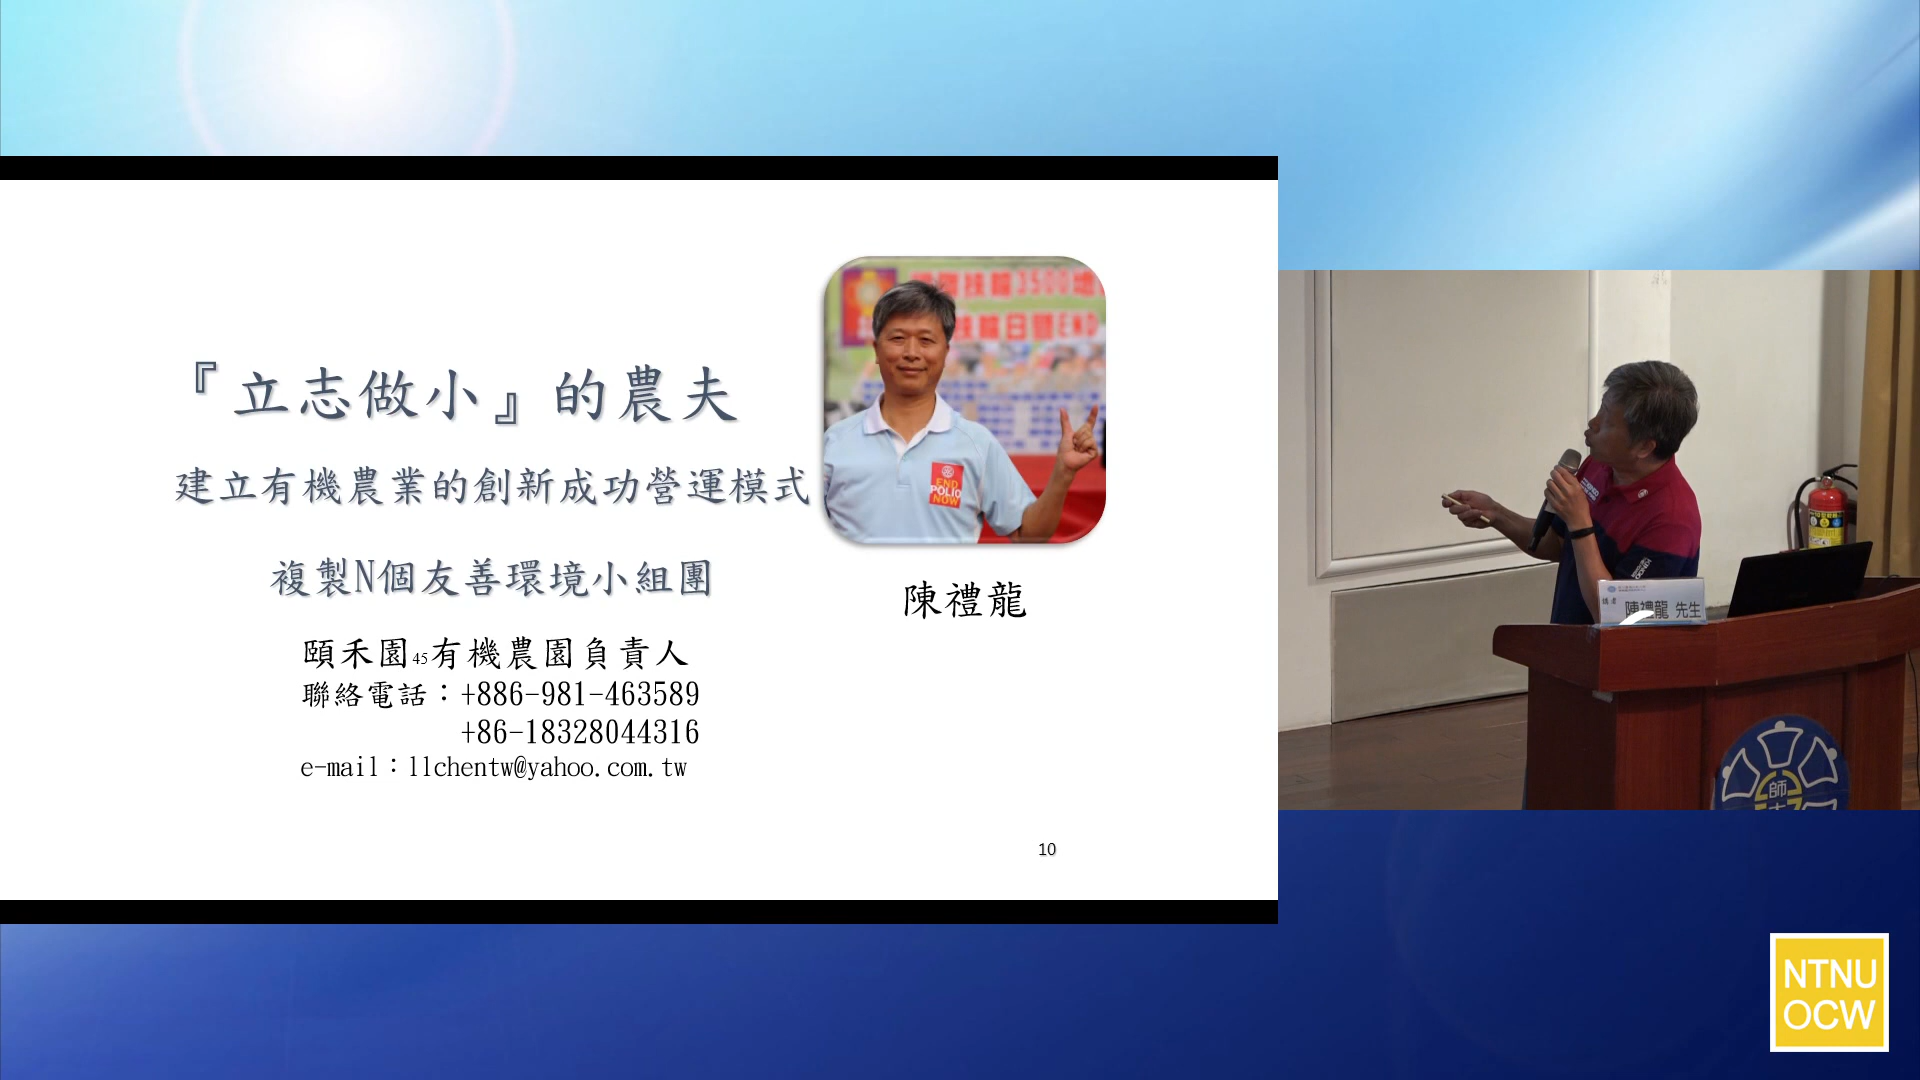 『立志做小』的農夫
建立有機農業的創新成功營運模式
複製N個友善環境小組團
頤禾園45有機農園負責人
聯絡電話：+886-981-463589
+86-18328044316
e-mail：llchentw@yahoo.com.tw
END
POLIO
NOW
陳禮龍
10
講者
陳禮龍 先生
師
NTNU
OCW